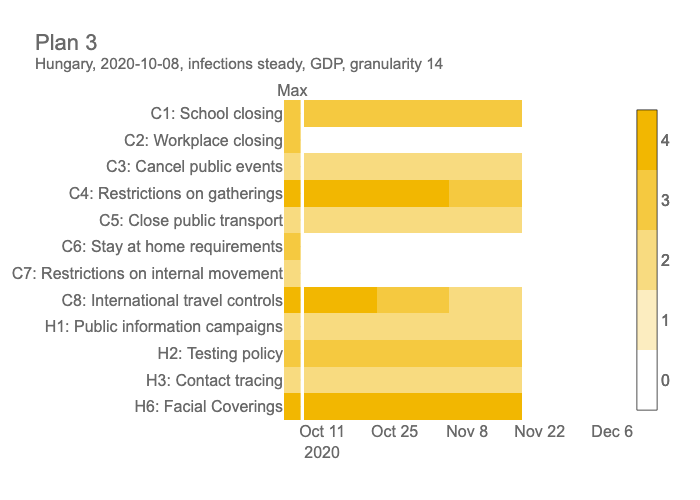 Plan 3
Hungary, 2020-10-08, infections steady, GDP, granularity 14
Max
C1: School closing
C2: Workplace closing
C3: Cancel public events
C4: Restrictions on gatherings
C5: Close public transport
C6: Stay at home requirements
C7: Restrictions on internal movement
C8: International travel controls
H1: Public information campaigns
H2: Testing policy
H3: Contact tracing
H6: Facial Coverings
Oct 11 Oct 25 Nov 8 Nov 22 Dec 6
2020
4
3
2
1
0